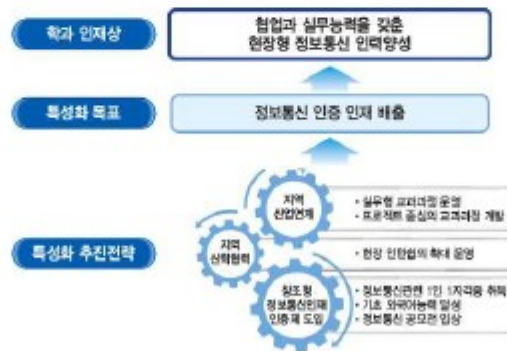 학과 인재상
협업과 실무능력을 갖춘
현장형 정보통신 인력양성
특성화 목표
정보통신 인증 인재 배출
특성화 추진전략
지역
산업연계
• 실무형 교과과정 운영
• 프로젝트 중심의 교과과정 개발
지역
산학협력
• 현장 인턴쉽의 확대 운영
창조형
정보통신인재
인증제 도입
• 정보통신관련 1인 1자격증 취득
• 기초 외국어능력 달성
• 정보통신 공모전 입상